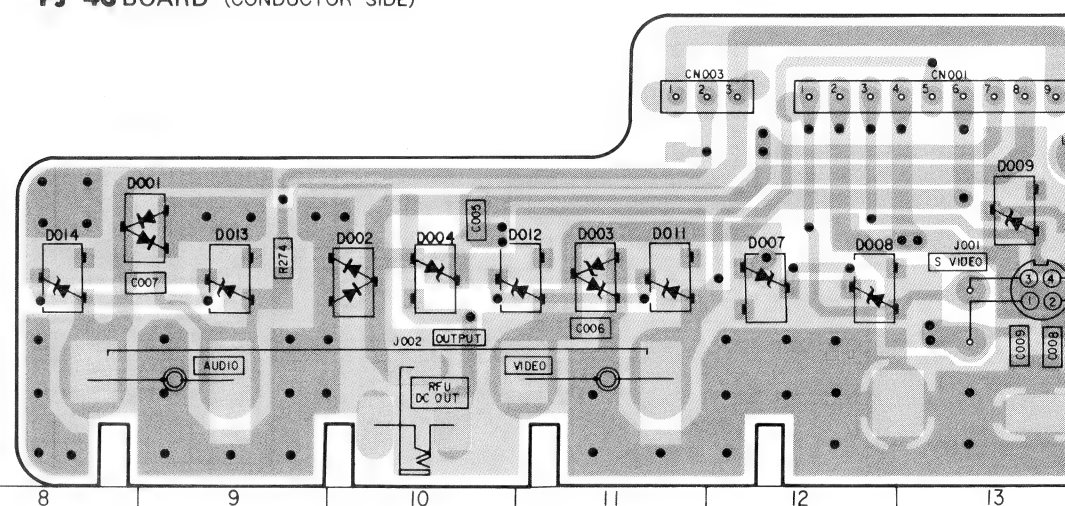 BOARD (CONDUCTOR SIDE)
CN003
1 2 3
CN001
1 2 3 4 5 6 7 8 9
D001
D009
C005
D014
D013
R274
D002
D004
D012
D003
D011
D007
D008
J001
S VIDEO
C007
3 4
1 2
C006
C009
C008
J002
OUTPUT
AUDIO
VIDEO
RFU
DC OUT
8 9 10 11 12 13